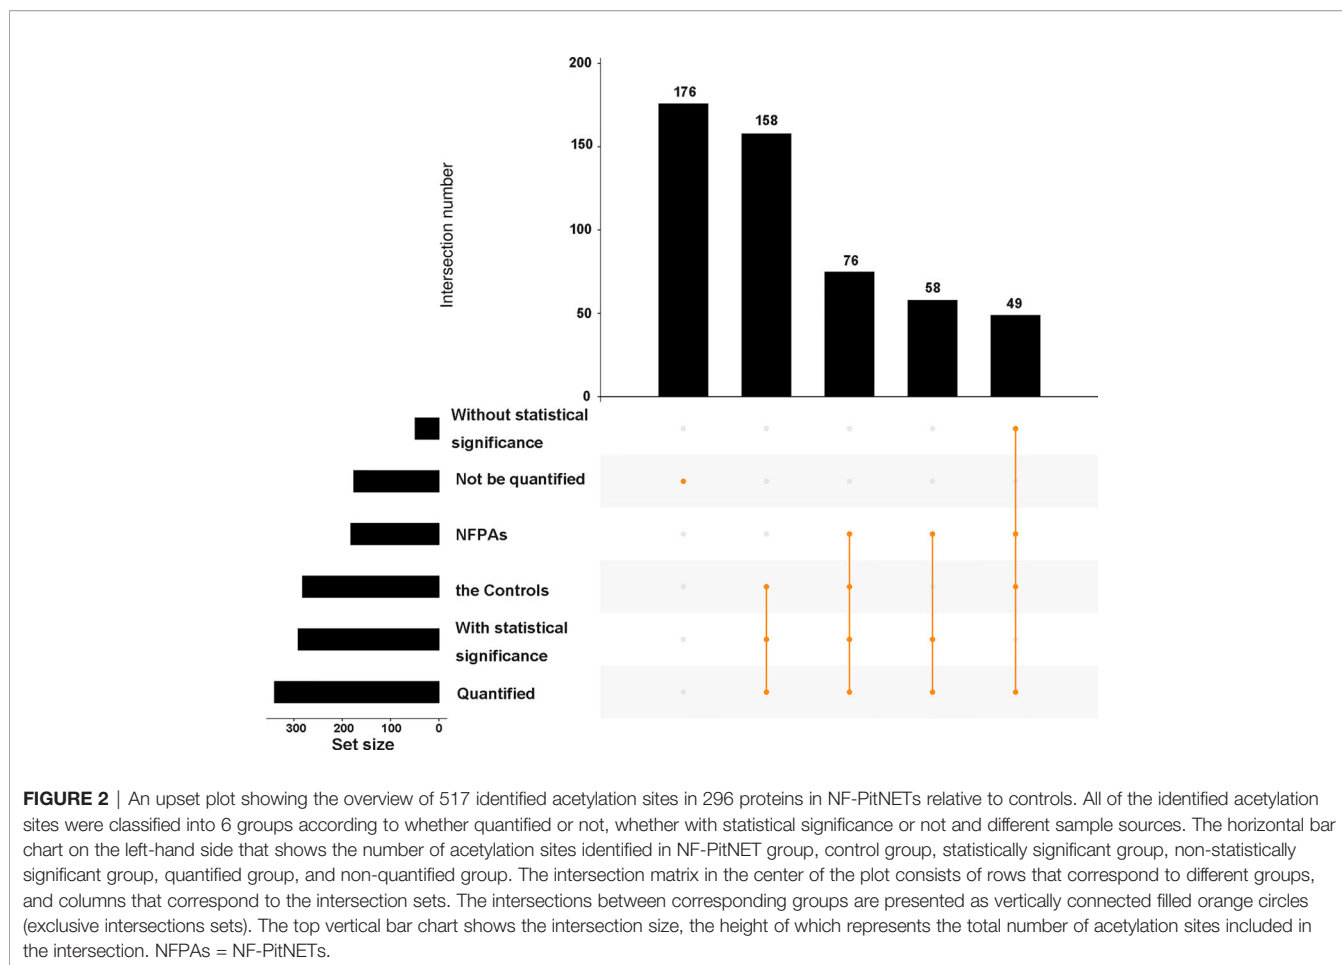 200
150
100
50
0
Intersection number
176
158
76
58
49
Without statistical
significance
Not be quantified
NFPAs
the Controls
With statistical
significance
Quantified
300 200 100 0
Set size
FIGURE 2 | An upset plot showing the overview of 517 identified acetylation sites in 296 proteins in NF-PitNETs relative to controls. All of the identified acetylation
sites were classified into 6 groups according to whether quantified or not, whether with statistical significance or not and different sample sources. The horizontal bar
chart on the left-hand side that shows the number of acetylation sites identified in NF-PitNET group, control group, statistically significant group, non-statistically
significant group, quantified group, and non-quantified group. The intersection matrix in the center of the plot consists of rows that correspond to different groups,
and columns that correspond to the intersection sets. The intersections between corresponding groups are presented as vertically connected filled orange circles
(exclusive intersections sets). The top vertical bar chart shows the intersection size, the height of which represents the total number of acetylation sites included in
the intersection. NFPAs = NF-PitNETs.